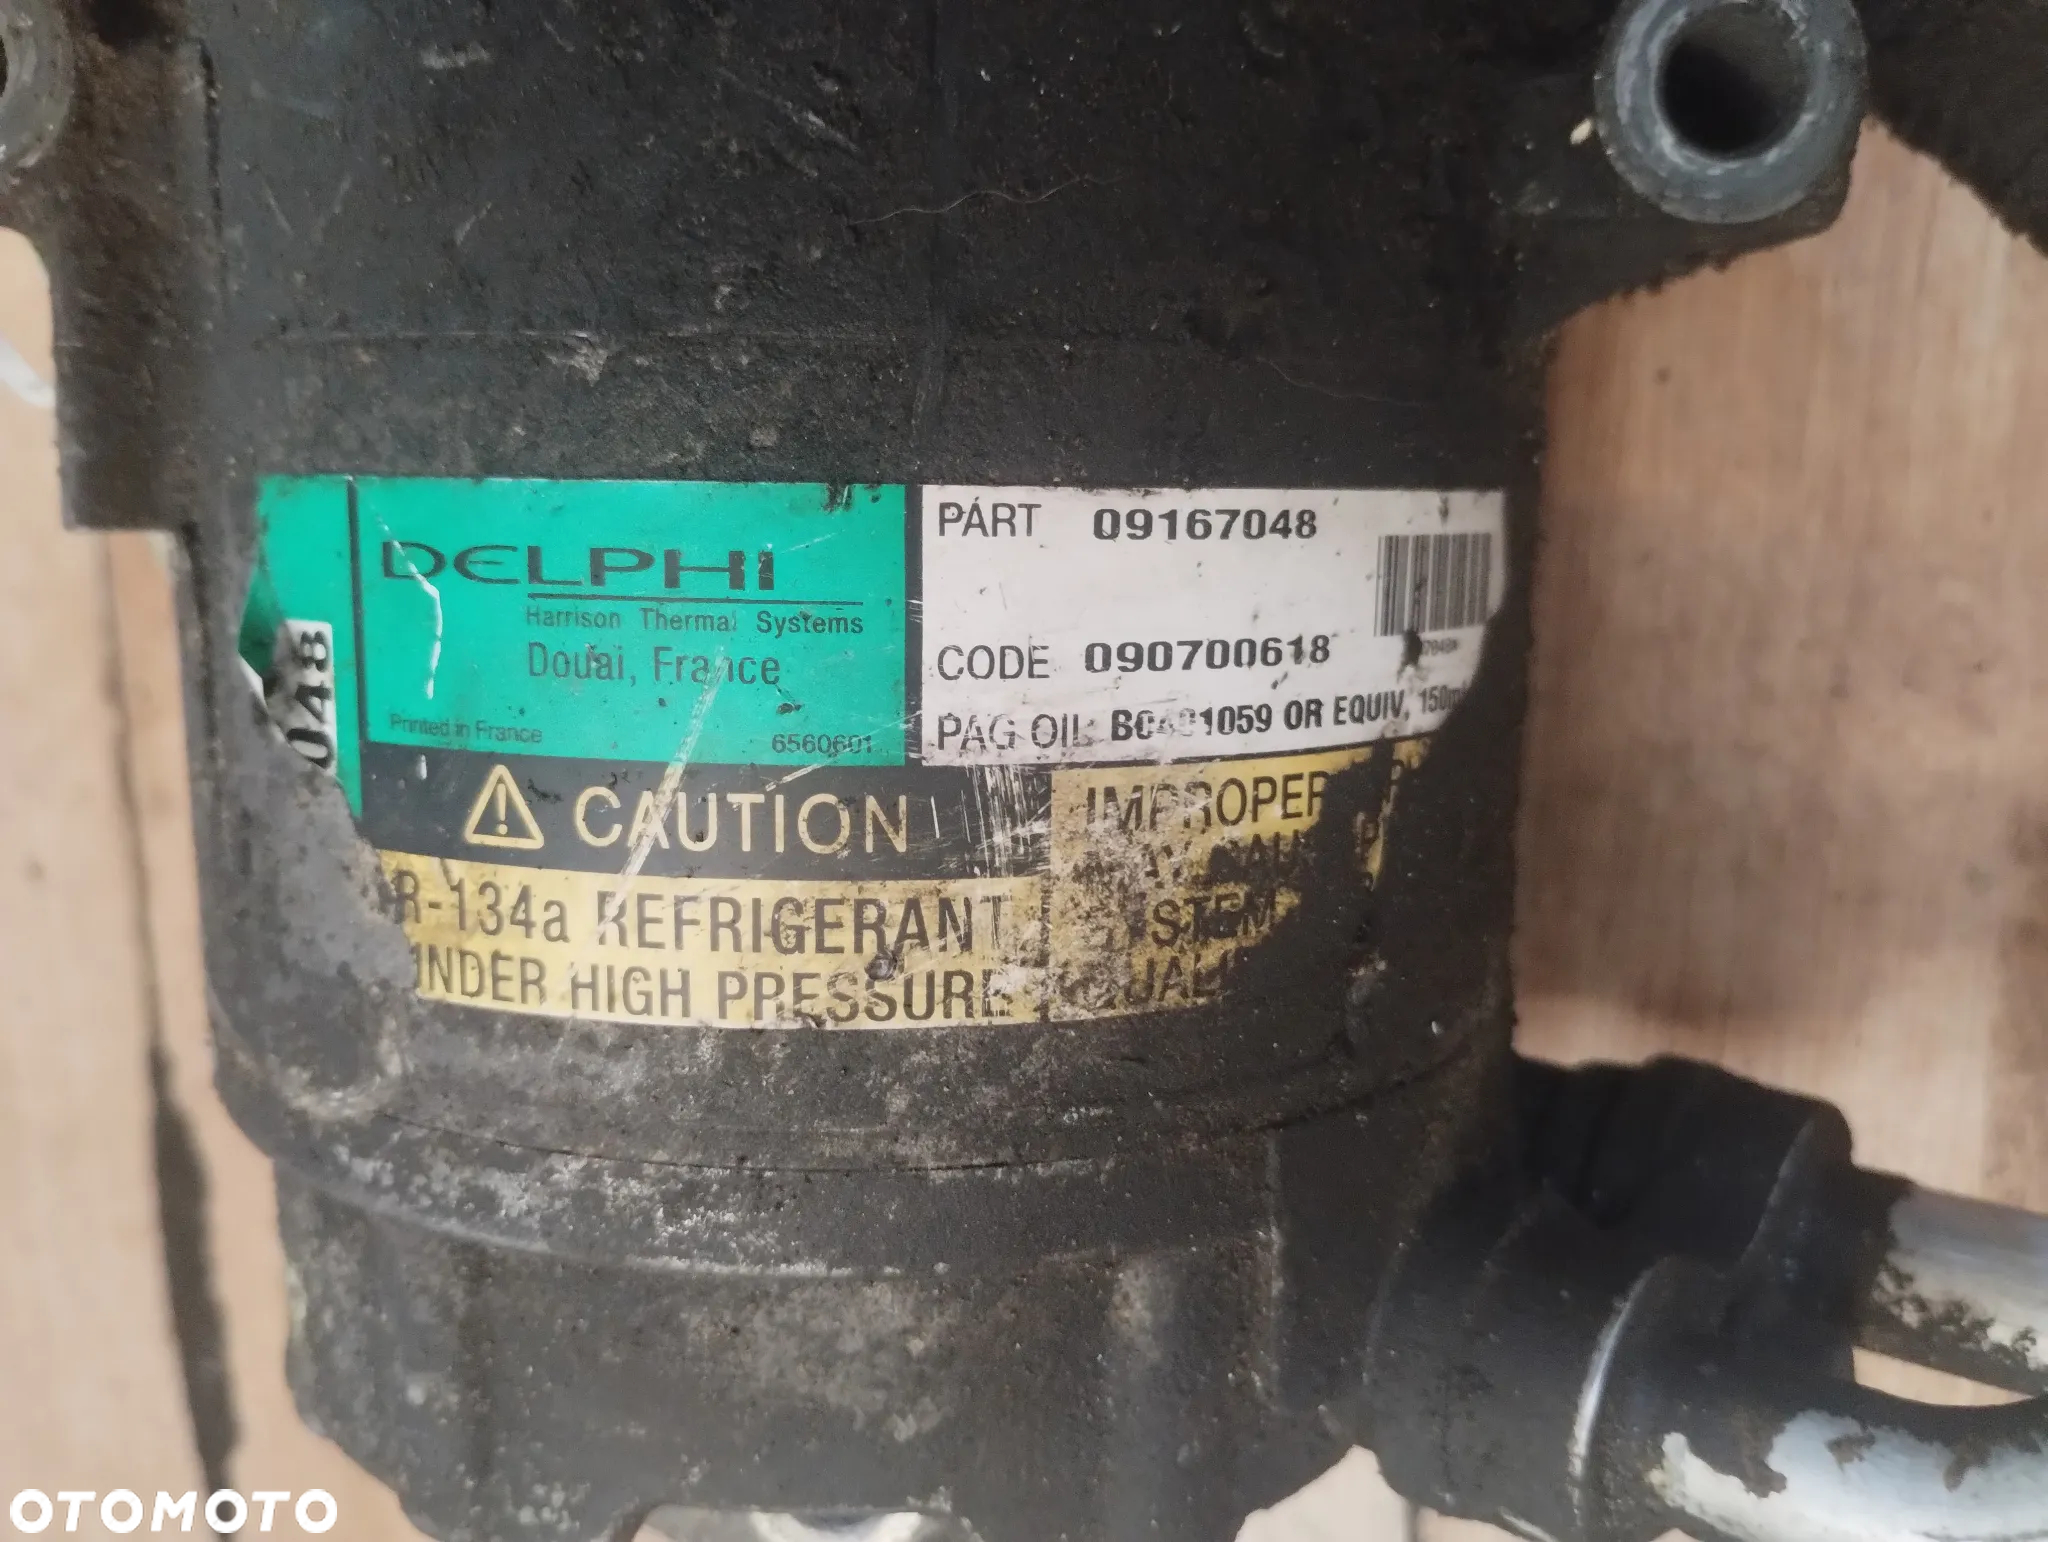 DELPHI
Harrison Thermal Systems
Douai, France
Printed in France
6560601
048
PART 09167048
CODE 090700618
PAG OIL OR EQUIV,
CAUTION
R-134a REFRIGERANT
UNDER HIGH PRESSURE
IMPROPER
OTOMOTO